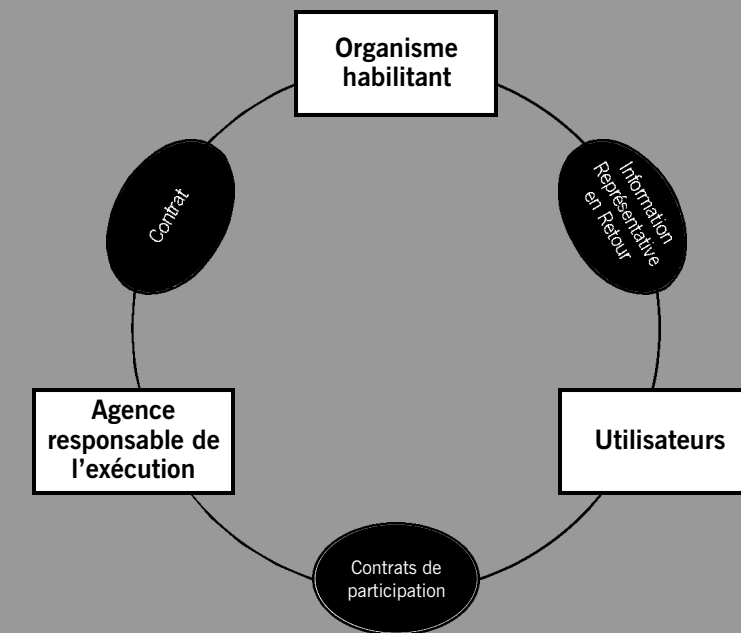 Organisme
habilitant
Contrat
Information
Représentative
en Retour
Agence
responsable de
l'exécution
Utilisateurs
Contrats de
participation